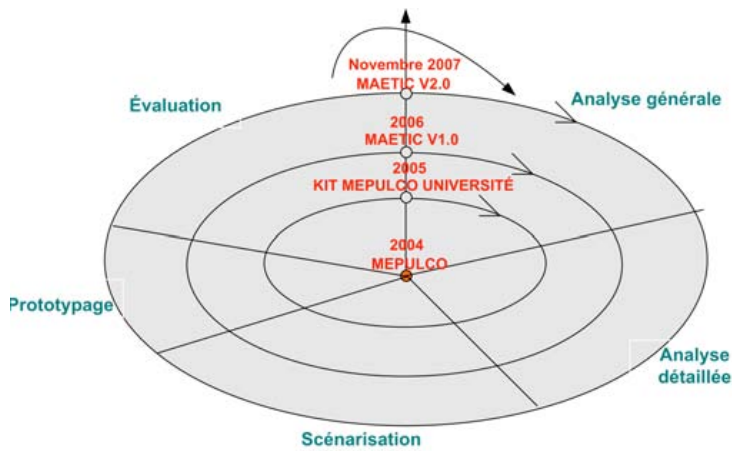 Novembre 2007
MAETIC V2.0
Évaluation
Analyse générale
2006
MAETIC V1.0
2005
KIT MEPULCO UNIVERSITÉ
2004
MEPULCO
Prototypage
Analyse
détaillée
Scénarisation